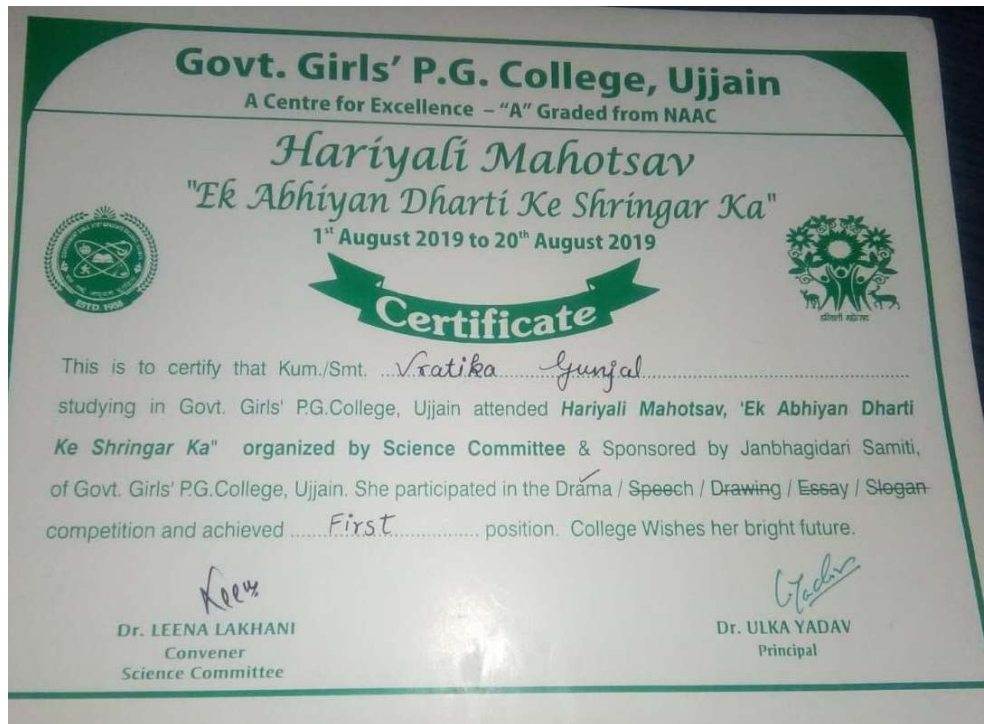 Govt. Girls' P.G. College, Ujjain
A Centre for Excellence – "A" Graded from NAAC
Hariyali Mahotsav
"Ek Abhiyan Dharti Ke Shringar Ka"
1st August 2019 to 20th August 2019
ESTD. 1958
Certificate
This is to certify that Kum./Smt. ...Vratika Gunjal...
studying in Govt. Girls' P.G.College, Ujjain attended Hariyali Mahotsav, 'Ek Abhiyan Dharti
Ke Shringar Ka" organized by Science Committee & Sponsored by Janbhagidari Samiti,
of Govt. Girls' P.G.College, Ujjain. She participated in the Drama / Speech / Drawing / Essay / Slogan
competition and achieved ...First... position. College Wishes her bright future.
Dr. LEENA LAKHANI
Convener
Science Committee
Dr. ULKA YADAV
Principal